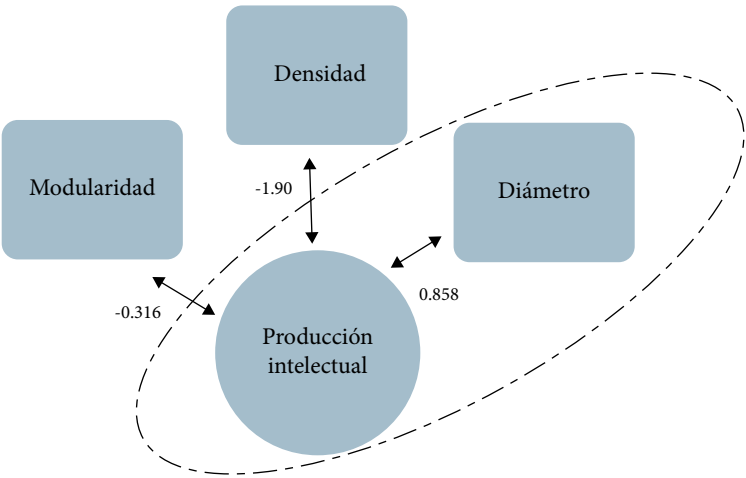 Densidad
Modularidad
-1.90
Diámetro
-0.316
0.858
Producción
intelectual